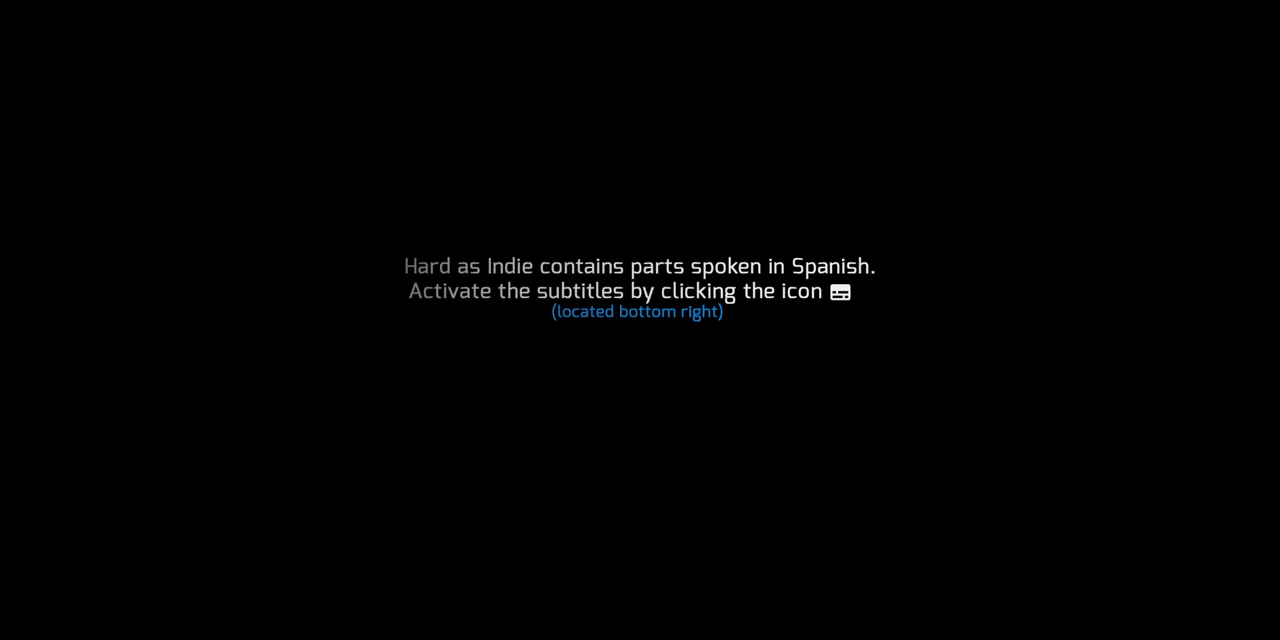 Hard as Indie contains parts spoken in Spanish.
Activate the subtitles by clicking the icon
(located bottom right)